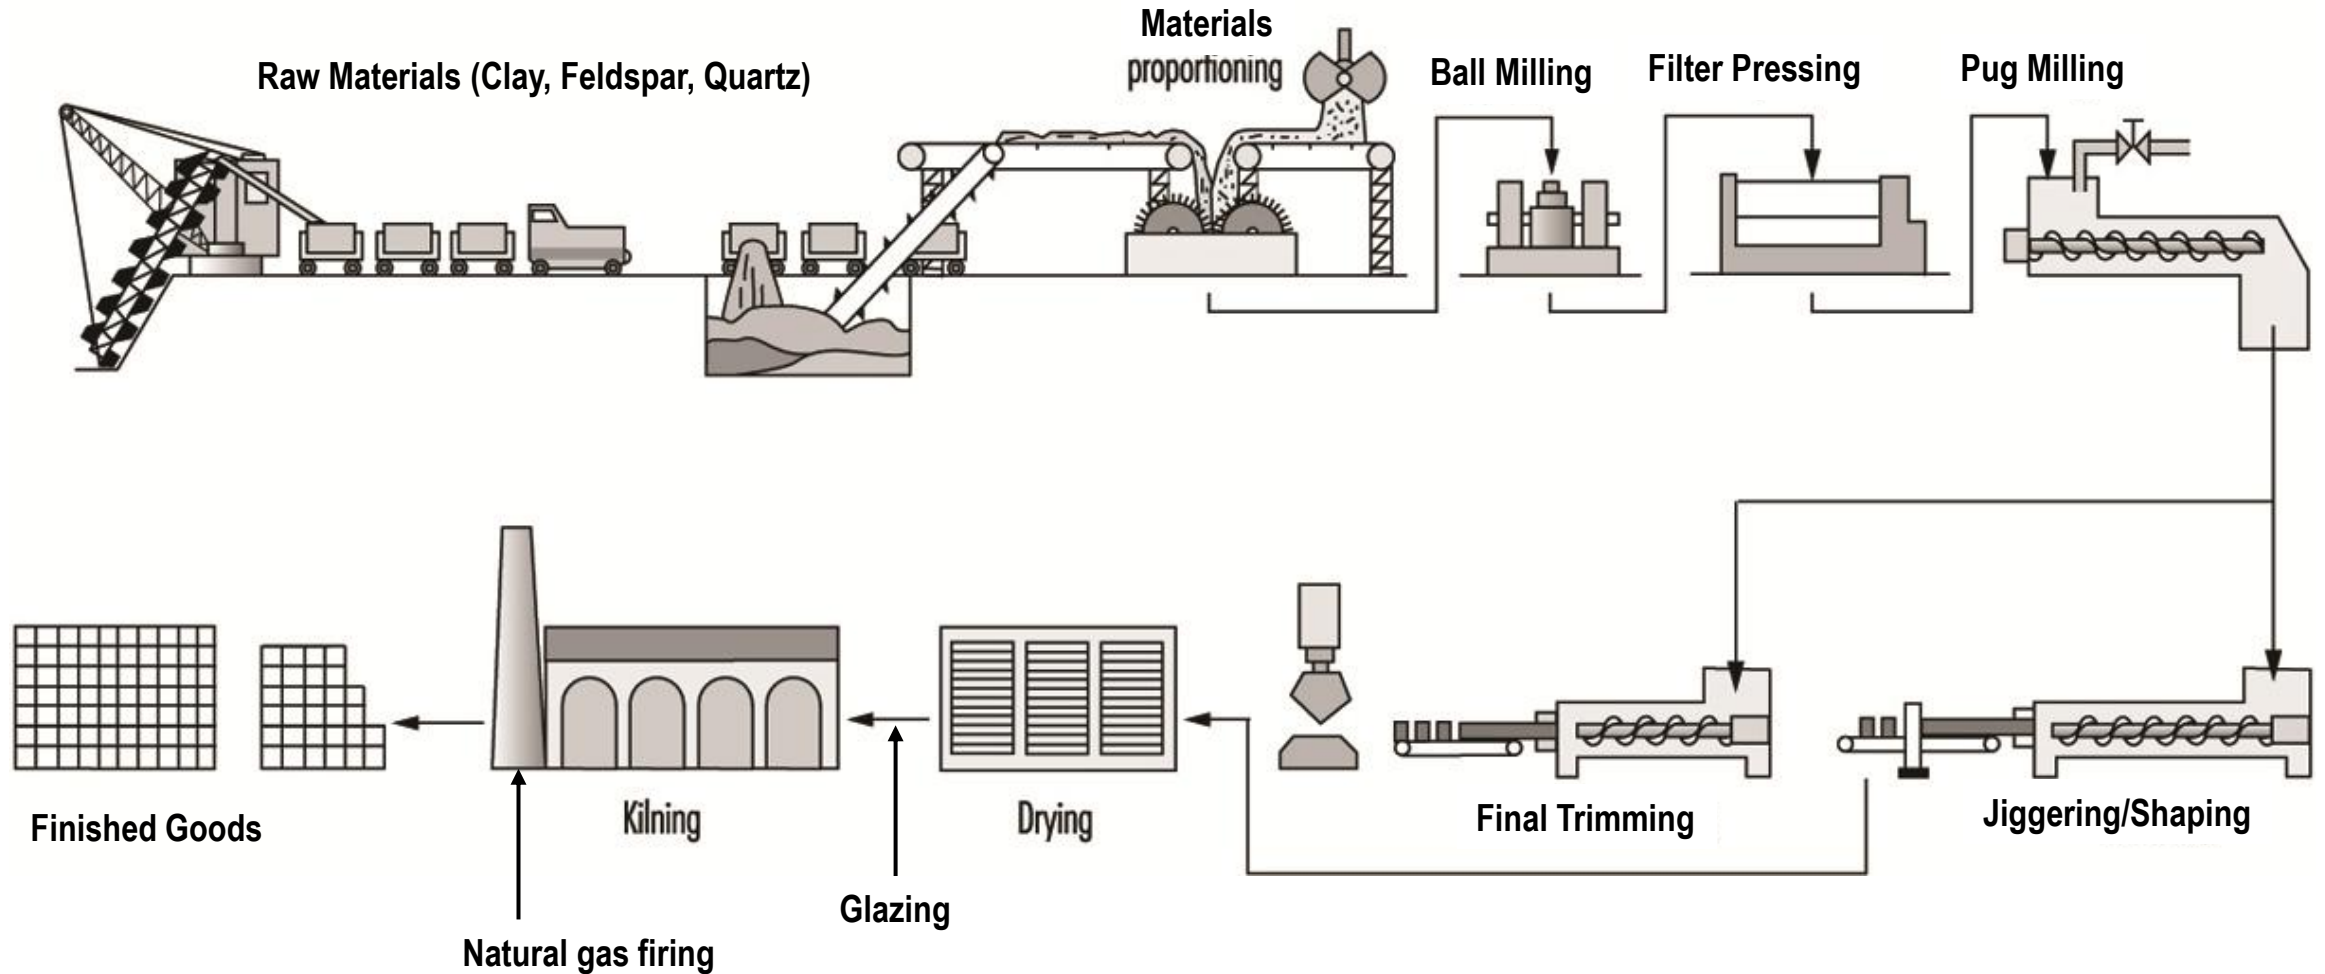 Raw Materials (Clay, Feldspar, Quartz)
Materials
proportioning
Ball Milling
Filter Pressing
Pug Milling
Finished Goods
Kilning
Drying
Final Trimming
Jiggering/Shaping
Glazing
Natural gas firing